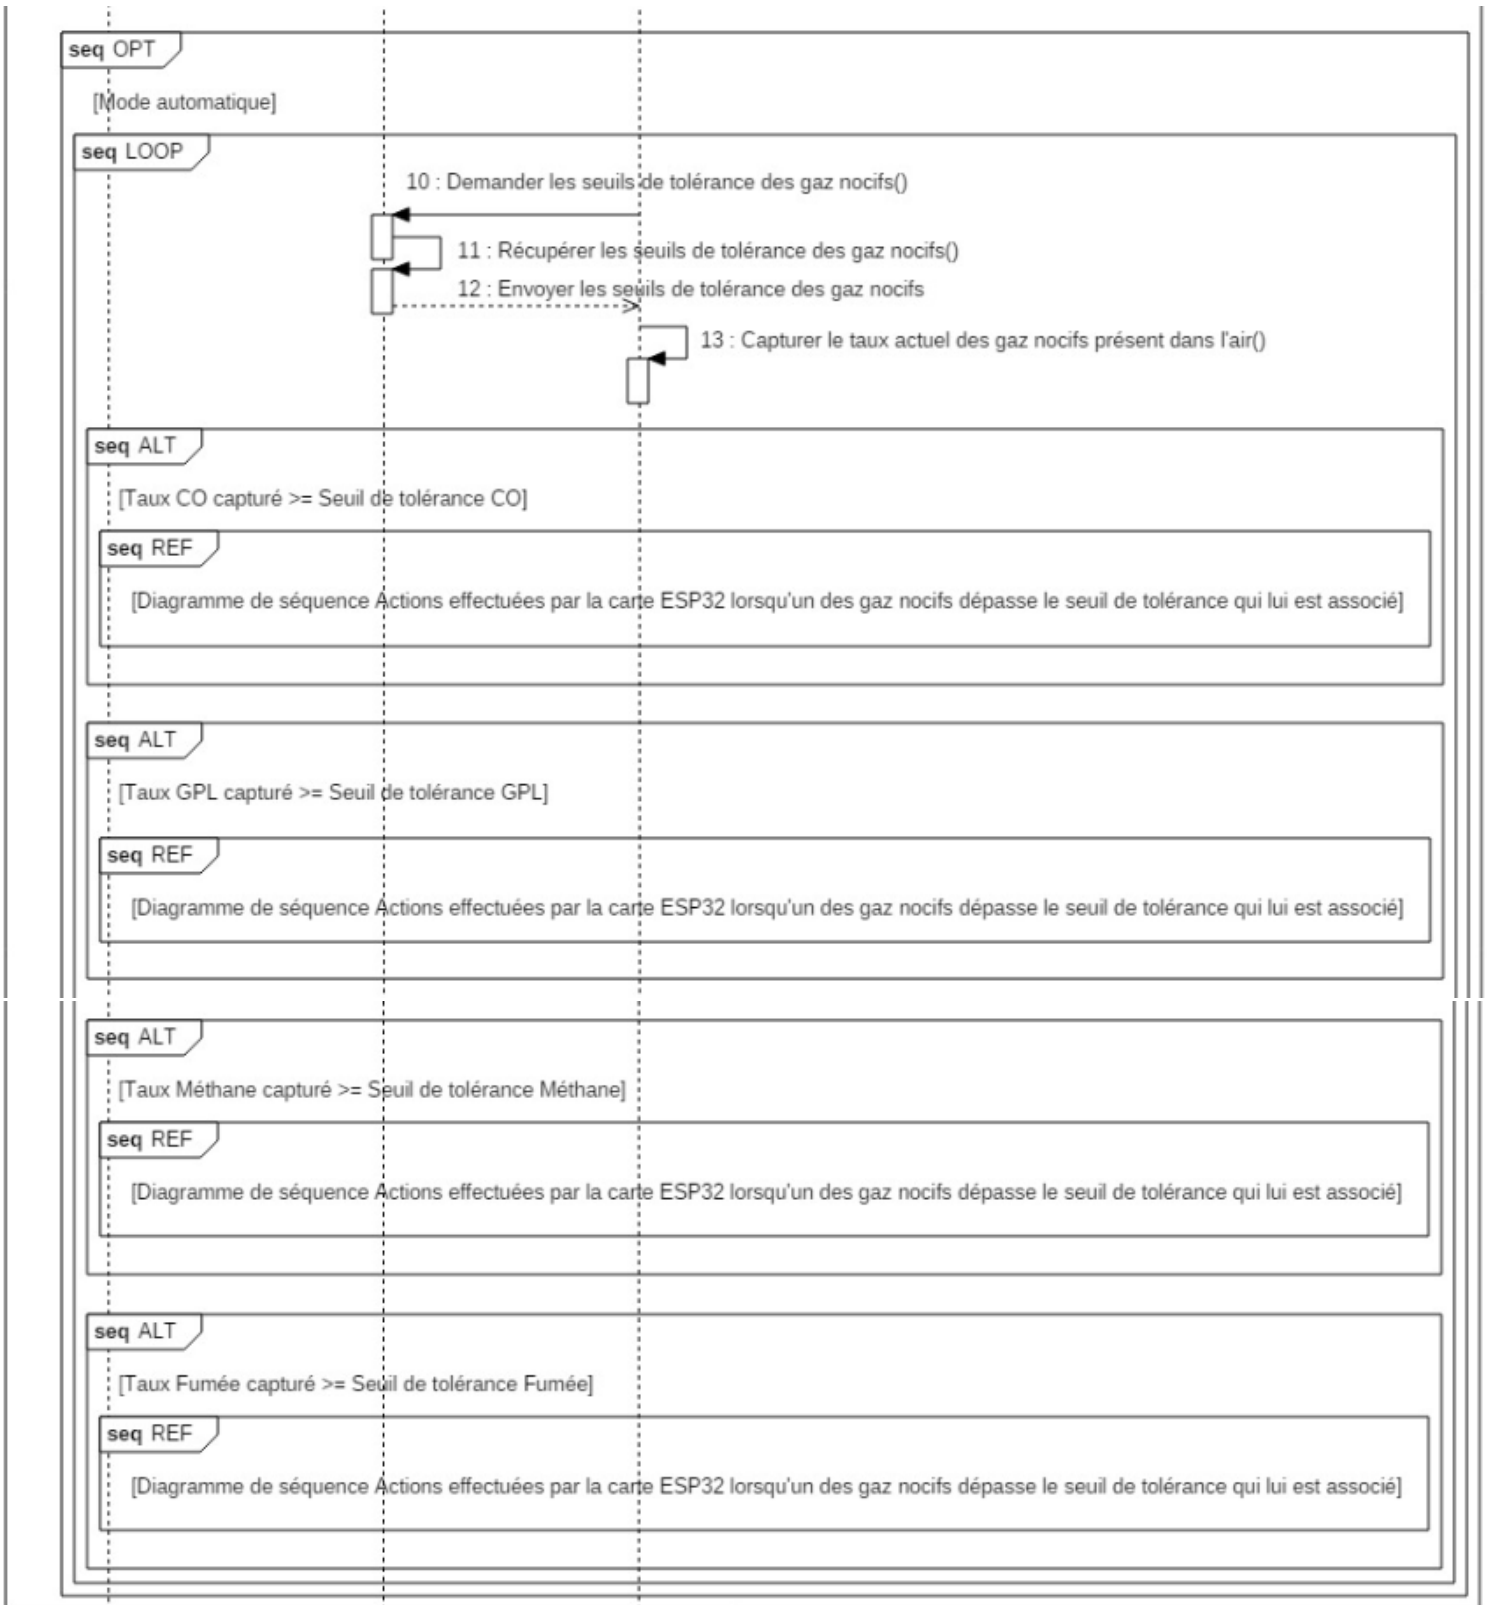 seq OPT
[Mode automatique]
seq LOOP
10 : Demander les seuils de tolérance des gaz nocifs()
11 : Récupérer les seuils de tolérance des gaz nocifs()
12 : Envoyer les seuils de tolérance des gaz nocifs
13 : Capturer le taux actuel des gaz nocifs présent dans l'air()
seq ALT
[Taux CO capturé >= Seuil de tolérance CO]
seq REF
[Diagramme de séquence Actions effectuées par la carte ESP32 lorsqu'un des gaz nocifs dépasse le seuil de tolérance qui lui est associé]
seq ALT
[Taux GPL capturé >= Seuil de tolérance GPL]
seq REF
[Diagramme de séquence Actions effectuées par la carte ESP32 lorsqu'un des gaz nocifs dépasse le seuil de tolérance qui lui est associé]
seq ALT
[Taux Méthane capturé >= Seuil de tolérance Méthane]
seq REF
[Diagramme de séquence Actions effectuées par la carte ESP32 lorsqu'un des gaz nocifs dépasse le seuil de tolérance qui lui est associé]
seq ALT
[Taux Fumée capturé >= Seuil de tolérance Fumée]
seq REF
[Diagramme de séquence Actions effectuées par la carte ESP32 lorsqu'un des gaz nocifs dépasse le seuil de tolérance qui lui est associé]